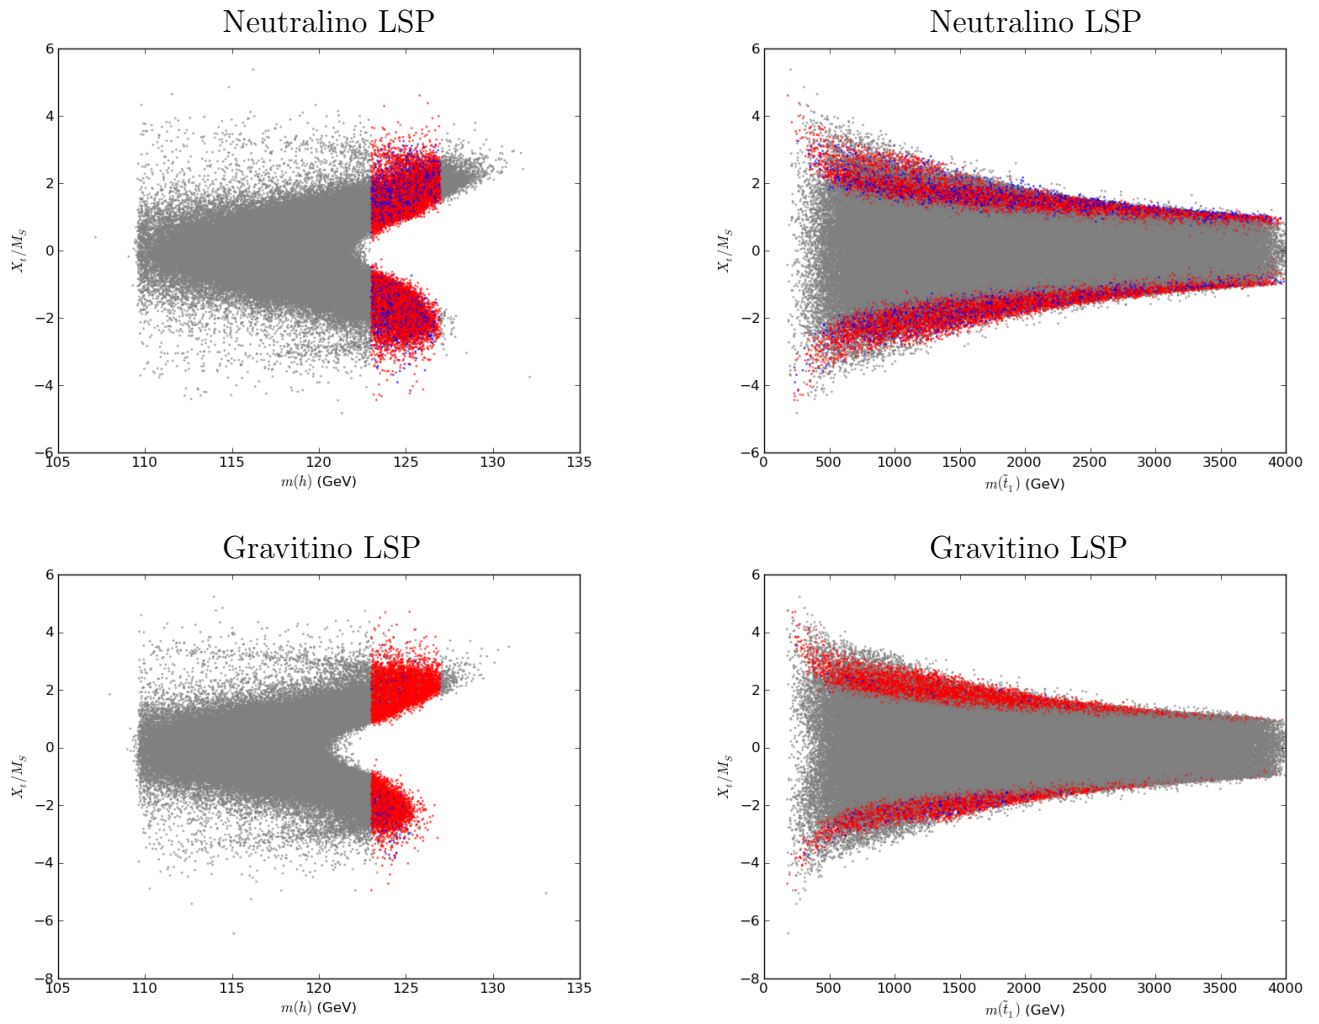 Neutralino LSP
6
4
2
0
−2
−4
−6
X_t/M_S
105 110 115 120 125 130 135
m(h) (GeV)
Neutralino LSP
6
4
2
0
−2
−4
−6
X_t/M_S
0 500 1000 1500 2000 2500 3000 3500 4000
m(t̃_1) (GeV)
Gravitino LSP
6
4
2
0
−2
−4
−6
−8
X_t/M_S
105 110 115 120 125 130 135
m(h) (GeV)
Gravitino LSP
6
4
2
0
−2
−4
−6
−8
X_t/M_S
0 500 1000 1500 2000 2500 3000 3500 4000
m(t̃_1) (GeV)